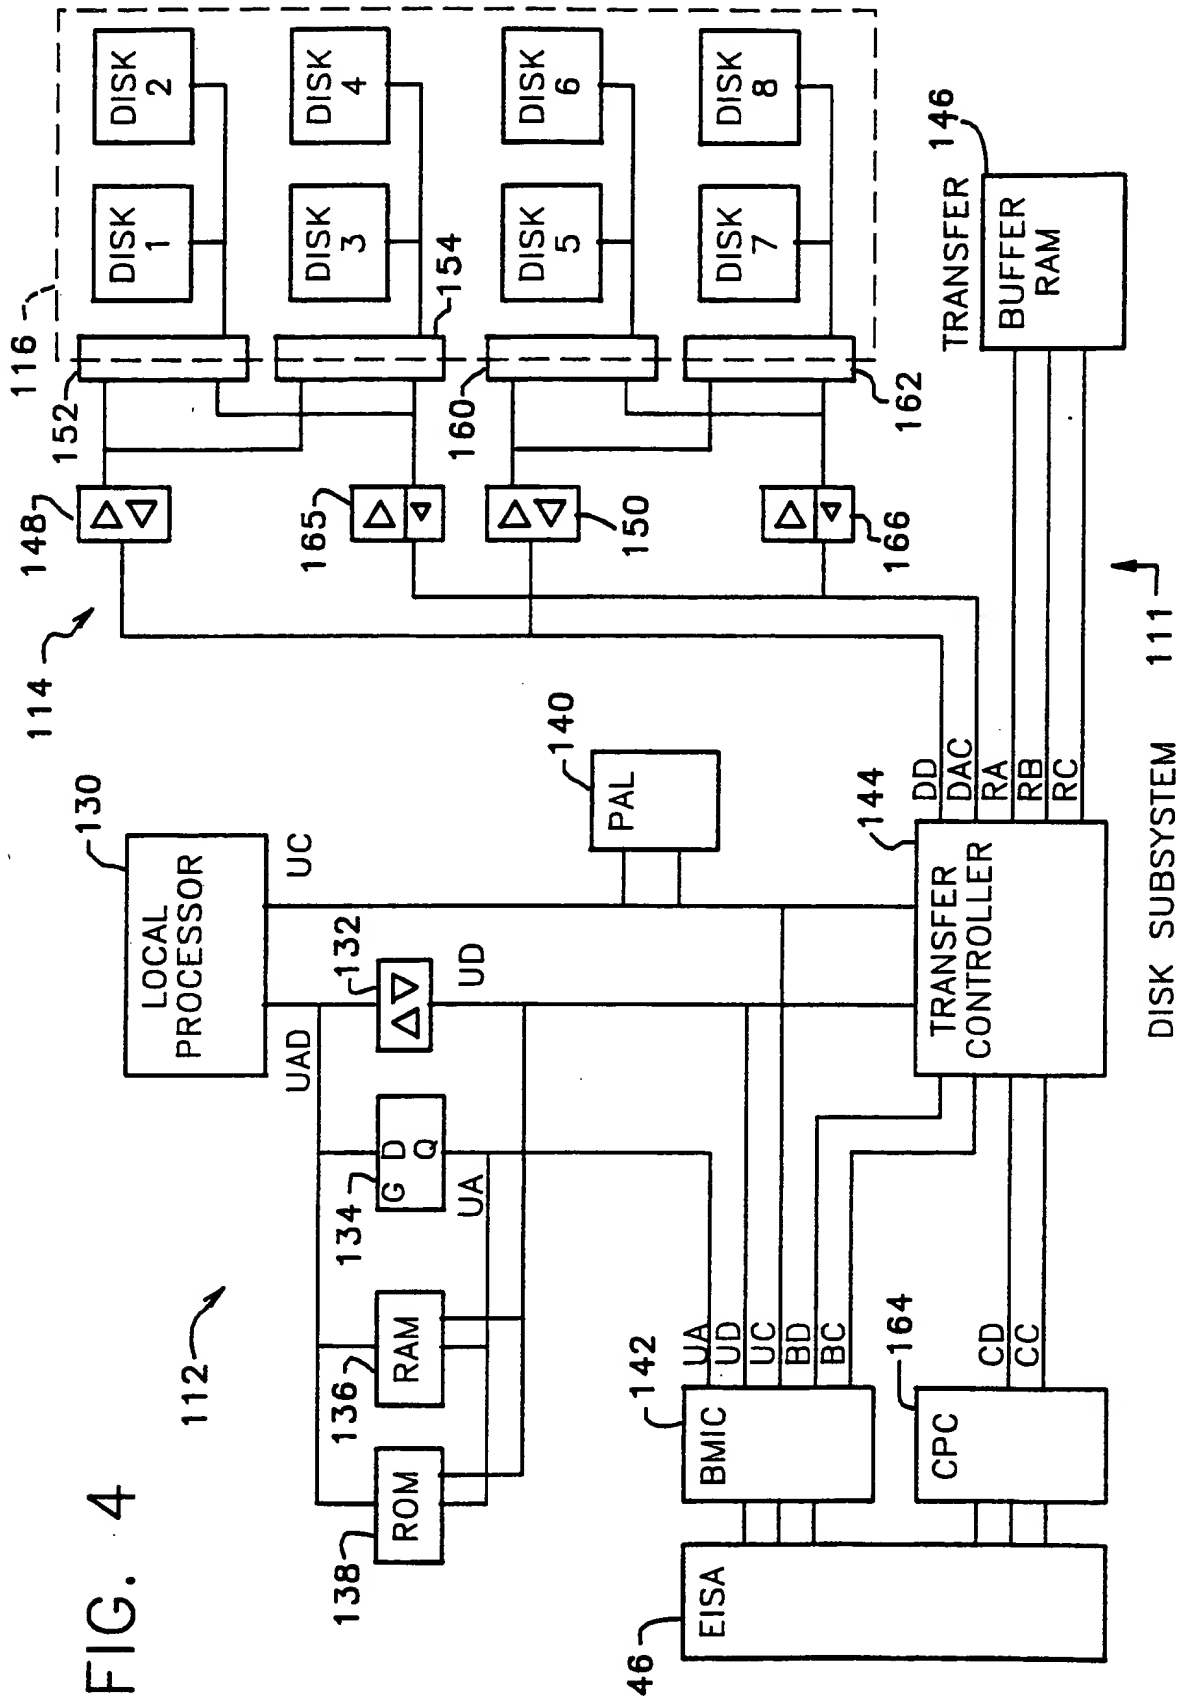 FIG. 4
112
114
116
130
LOCAL
PROCESSOR
UAD
UC
138
ROM
136
RAM
134
G D
Q
UA
132
UD
140
PAL
46
EISA
142
BMIC
UA
UD
UC
BD
BC
164
CPC
CD
CC
144
TRANSFER
CONTROLLER
DD
DAC
RA
RB
RC
148
165
150
166
152
154
160
162
DISK
1
DISK
2
DISK
3
DISK
4
DISK
5
DISK
6
DISK
7
DISK
8
TRANSFER 146
BUFFER
RAM
DISK SUBSYSTEM 111